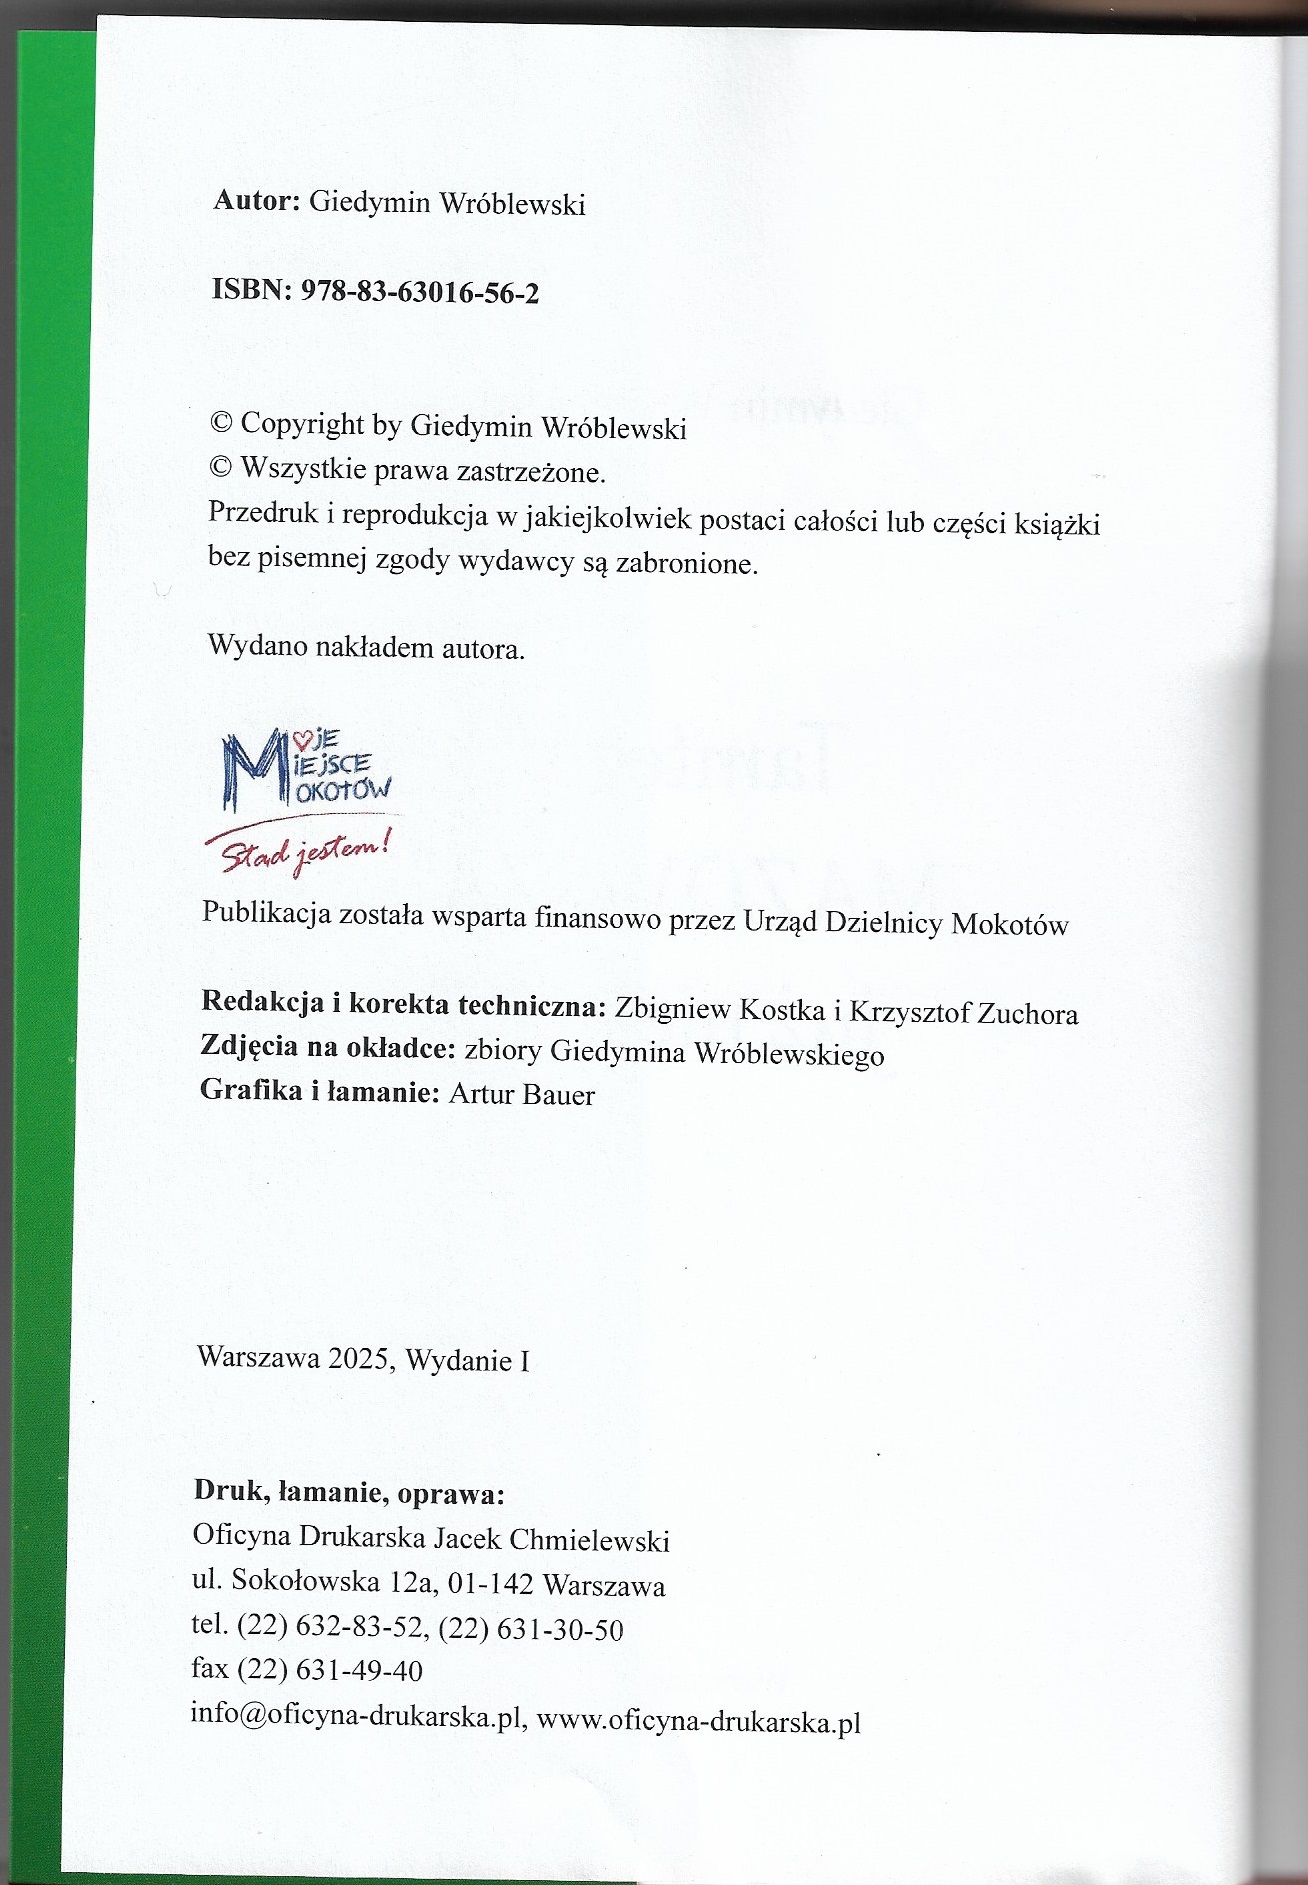 Autor: Giedymin Wróblewski
ISBN: 978-83-63016-56-2
© Copyright by Giedymin Wróblewski
© Wszystkie prawa zastrzeżone.
Przedruk i reprodukcja w jakiejkolwiek postaci całości lub części książki
bez pisemnej zgody wydawcy są zabronione.
Wydano nakładem autora.
MOJE
MIEJSCE
MOKOTÓW
Stąd jestem!
Publikacja została wsparta finansowo przez Urząd Dzielnicy Mokotów
Redakcja i korekta techniczna: Zbigniew Kostka i Krzysztof Zuchora
Zdjęcia na okładce: zbiory Giedymina Wróblewskiego
Grafika i łamanie: Artur Bauer
Warszawa 2025, Wydanie I
Druk, łamanie, oprawa:
Oficyna Drukarska Jacek Chmielewski
ul. Sokołowska 12a, 01-142 Warszawa
tel. (22) 632-83-52, (22) 631-30-50
fax (22) 631-49-40
info@oficyna-drukarska.pl, www.oficyna-drukarska.pl